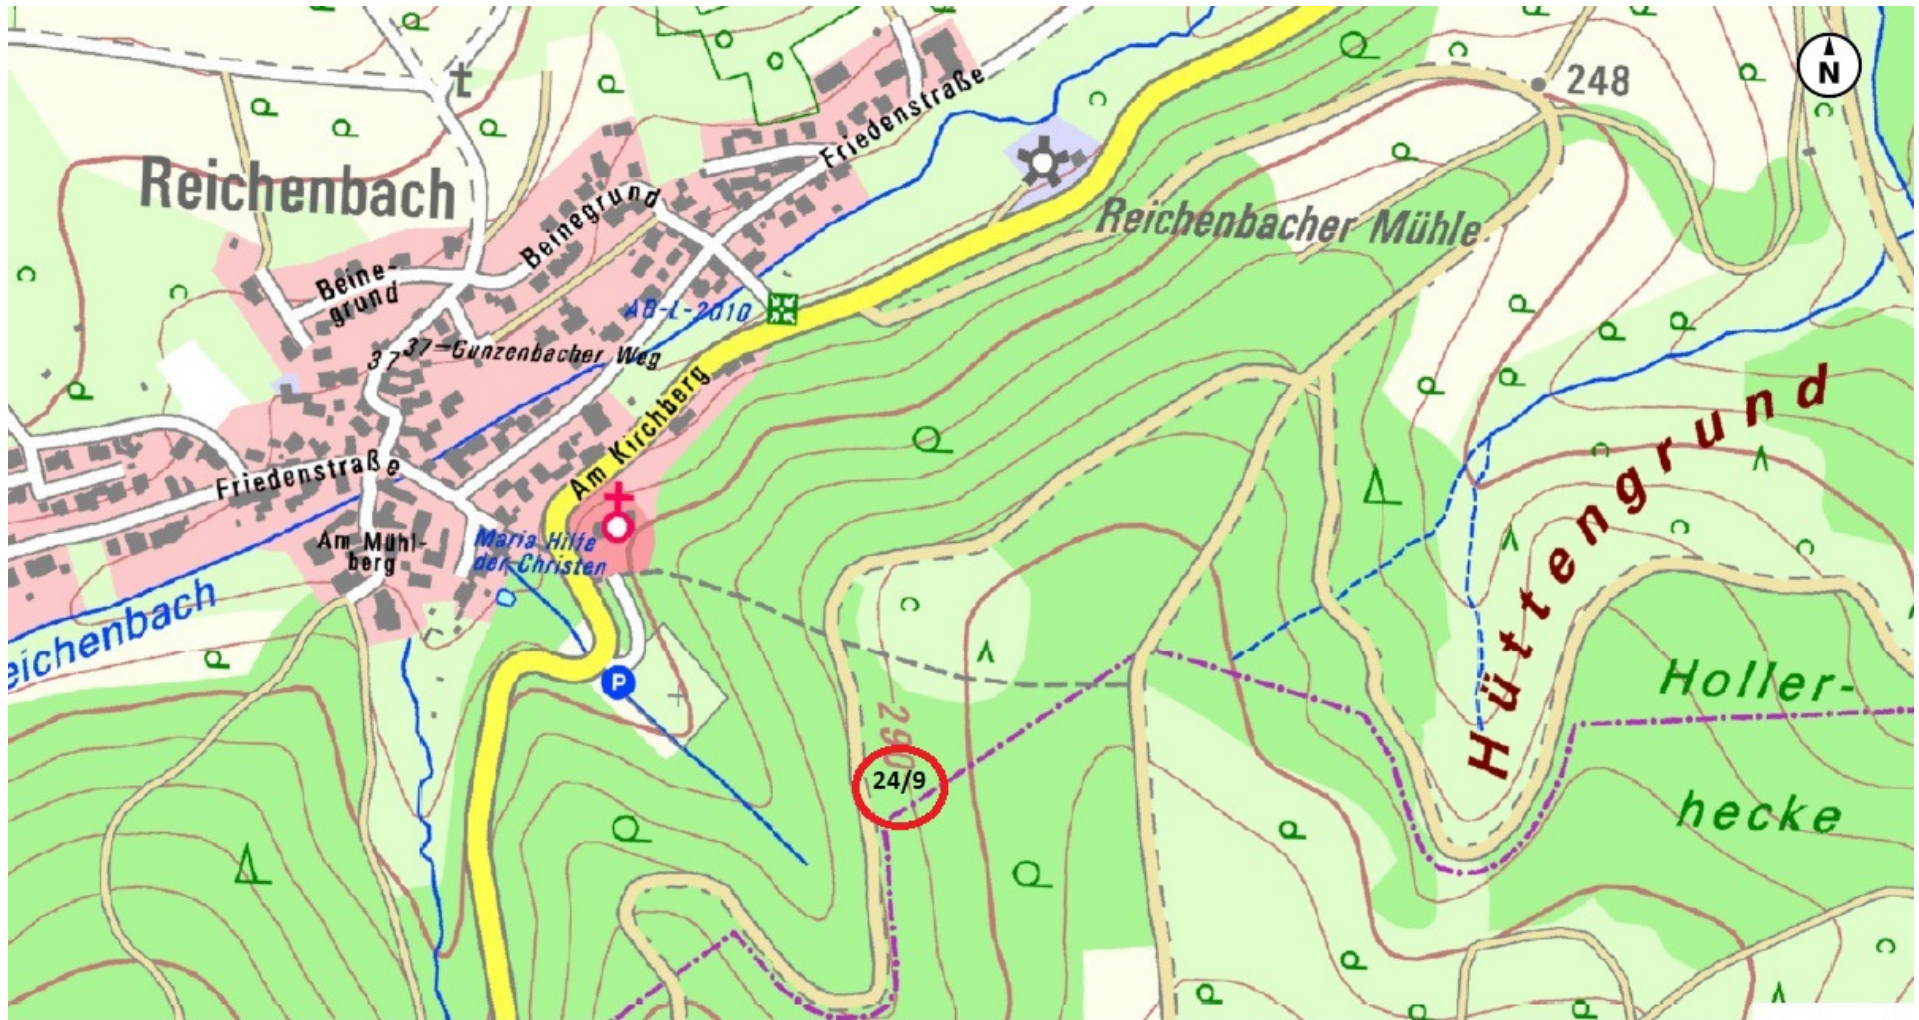 N
248
Friedenstraße
Reichenbach
Beinegrund
Reichenbacher Mühle
Beine-
grund
AB-L-2010
37
37-Gunzenbacher Weg
Am Kirchberg
Hüttengrund
Friedenstraße
Am Mühl-
berg
Maria Hilfe
der Christen
eichenbach
P
Holler-
hecke
290
24/9